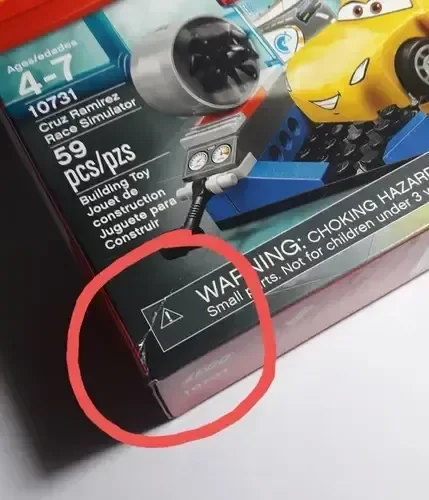 Ages/edades
4-7
10731
Cruz Ramirez
Race Simulator
59
pcs/pzs
Building Toy
Jouet de
construction
Juguete para
Construir
WARNING: CHOKING HAZARD
Small parts. Not for children under 3